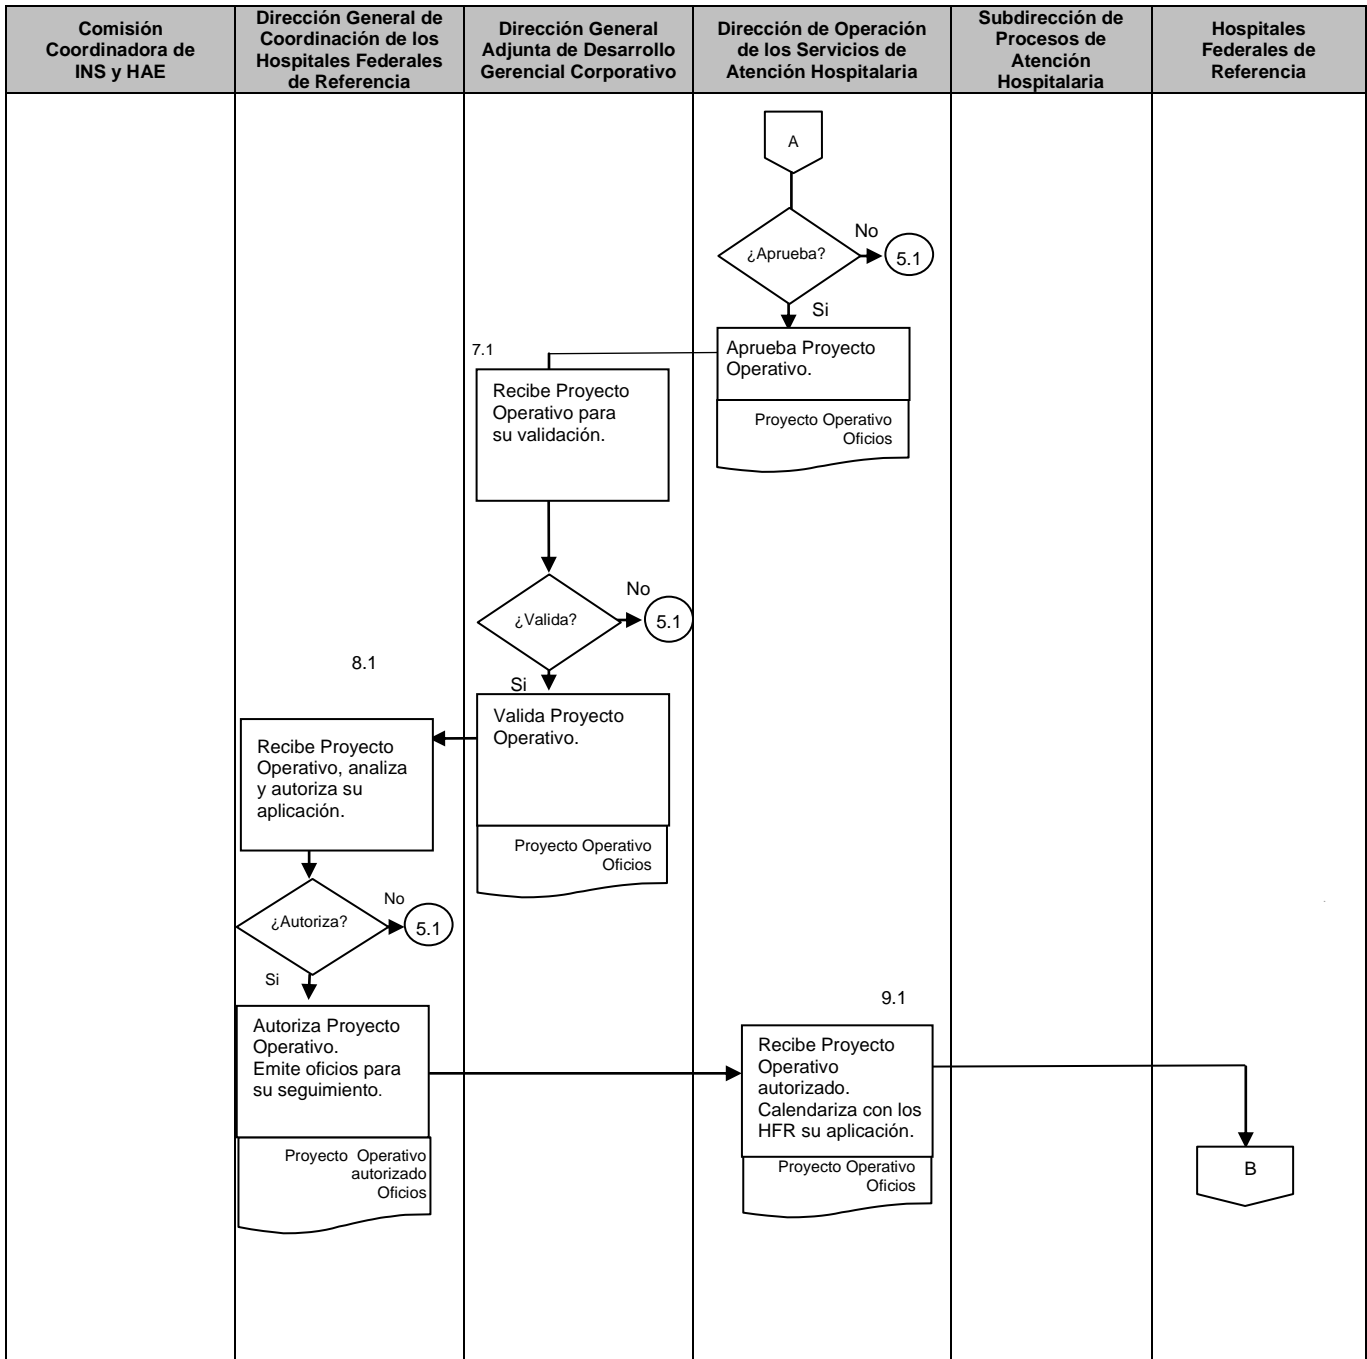 Comisión
Coordinadora de
INS y HAE
Dirección General de
Coordinación de los
Hospitales Federales
de Referencia
Dirección General
Adjunta de Desarrollo
Gerencial Corporativo
Dirección de Operación
de los Servicios de
Atención Hospitalaria
Subdirección de
Procesos de
Atención
Hospitalaria
Hospitales
Federales de
Referencia
A
¿Aprueba?
No
5.1
Si
Aprueba Proyecto
Operativo.
Proyecto Operativo
Oficios
7.1
Recibe Proyecto
Operativo para
su validación.
¿Valida?
No
5.1
Si
Valida Proyecto
Operativo.
Proyecto Operativo
Oficios
8.1
Recibe Proyecto
Operativo, analiza
y autoriza su
aplicación.
¿Autoriza?
No
5.1
Si
Autoriza Proyecto
Operativo.
Emite oficios para
su seguimiento.
Proyecto Operativo
autorizado
Oficios
9.1
Recibe Proyecto
Operativo
autorizado.
Calendariza con los
HFR su aplicación.
Proyecto Operativo
Oficios
B